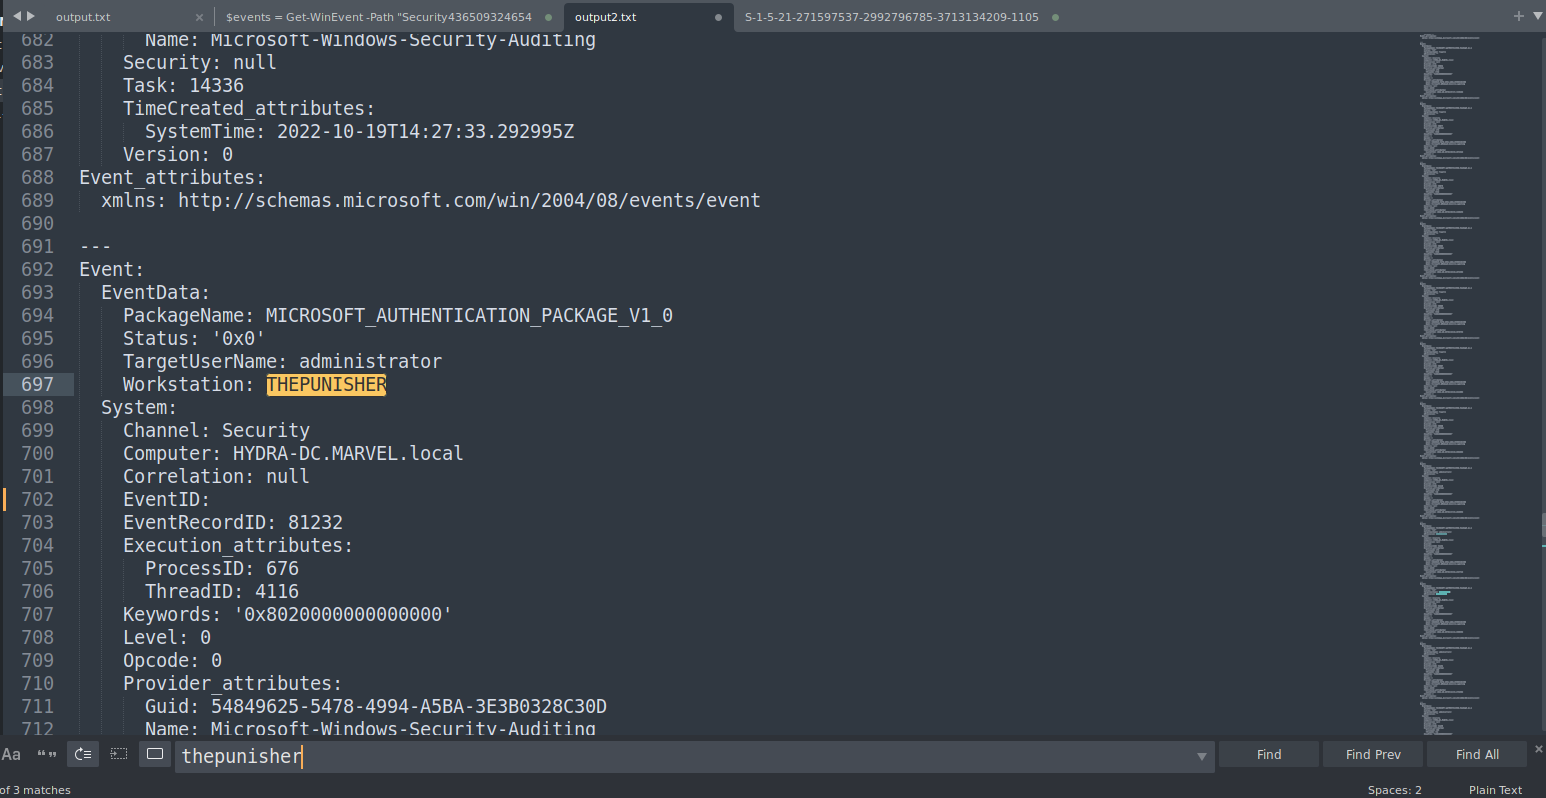 output.txt
$events = Get-WinEvent -Path "Security436509324654
output2.txt
S-1-5-21-271597537-2992796785-3713134209-1105
682 Name: Microsoft-Windows-Security-Auditing
683 Security: null
684 Task: 14336
685 TimeCreated_attributes:
686 SystemTime: 2022-10-19T14:27:33.292995Z
687 Version: 0
688 Event_attributes:
689 xmlns: http://schemas.microsoft.com/win/2004/08/events/event
690
691 ---
692 Event:
693 EventData:
694 PackageName: MICROSOFT_AUTHENTICATION_PACKAGE_V1_0
695 Status: '0x0'
696 TargetUserName: administrator
697 Workstation: THEPUNISHER
698 System:
699 Channel: Security
700 Computer: HYDRA-DC.MARVEL.local
701 Correlation: null
702 EventID:
703 EventRecordID: 81232
704 Execution_attributes:
705 ProcessID: 676
706 ThreadID: 4116
707 Keywords: '0x8020000000000000'
708 Level: 0
709 Opcode: 0
710 Provider_attributes:
711 Guid: 54849625-5478-4994-A5BA-3E3B0328C30D
712 Name: Microsoft-Windows-Security-Auditing
Aa
thepunisher
Find
Find Prev
Find All
of 3 matches
Spaces: 2
Plain Text